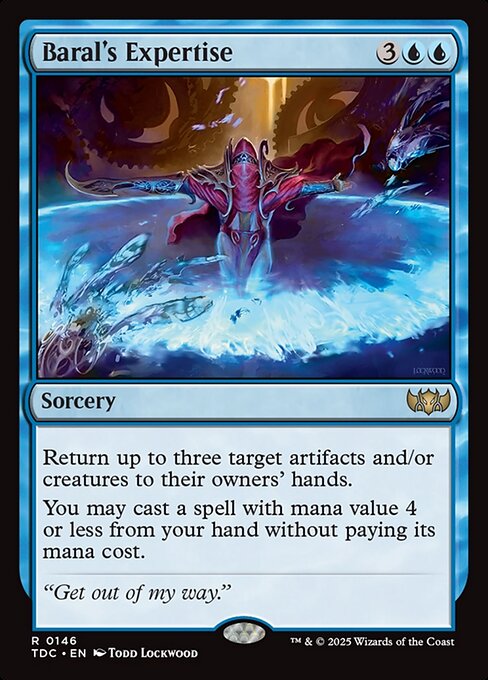 Baral's Expertise 3
LOCKWOOD
Sorcery
Return up to three target artifacts and/or
creatures to their owners' hands.
You may cast a spell with mana value 4
or less from your hand without paying its
mana cost.
“Get out of my way.”
R 0146
TDC • EN Todd Lockwood
™ & © 2025 Wizards of the Coast